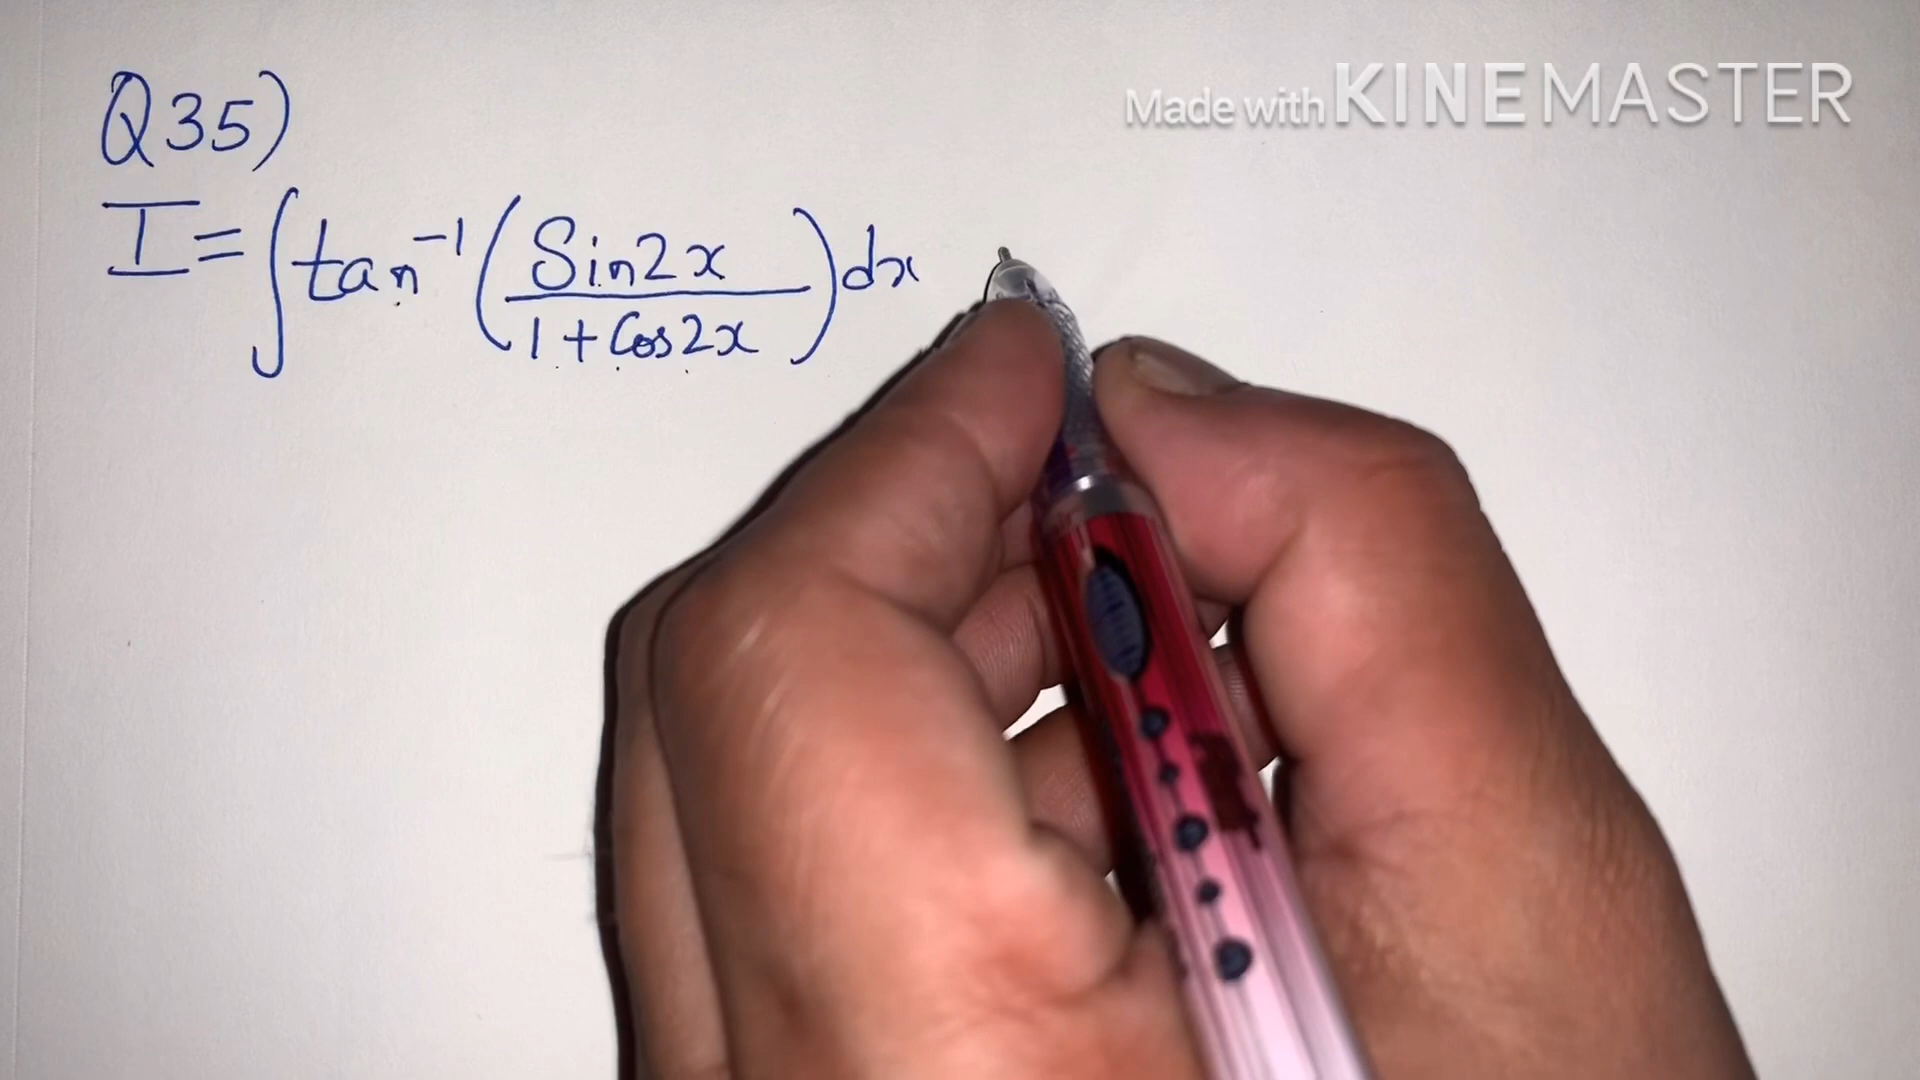 Q35)
Made with KINEMASTER
I = ∫ tan⁻¹ (Sin2x / 1 + Cos2x) dx